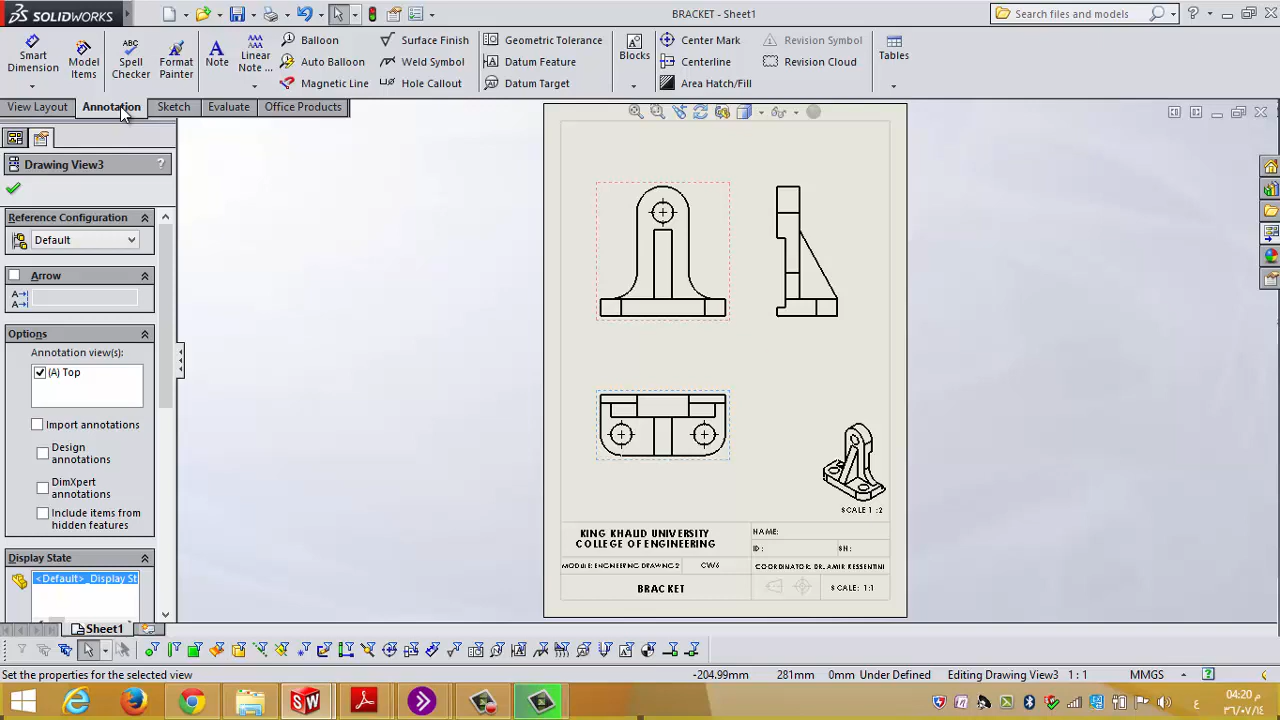 SOLIDWORKS
BRACKET - Sheet1
Search files and models
Smart Dimension
Model Items
Spell Checker
Format Painter
Note
Linear Note ...
Balloon
Auto Balloon
Magnetic Line
Surface Finish
Weld Symbol
Hole Callout
Geometric Tolerance
Datum Feature
Datum Target
Blocks
Center Mark
Centerline
Area Hatch/Fill
Revision Symbol
Revision Cloud
Tables
View Layout
Annotation
Sketch
Evaluate
Office Products
Drawing View3
?
Reference Configuration
Default
Arrow
Options
Annotation view(s):
(A) Top
Import annotations
Design annotations
DimXpert annotations
Include items from hidden features
Display State
<Default>_Display St
SCALE 1 :2
KING KHALID UNIVERSITY
COLLEGE OF ENGINEERING
NAME:
ID:
SH:
MODULE: ENGINEERING DRAWING 2
CW6
COORDINATOR: DR. AMIR KESSENTINI
BRACKET
SCALE: 1:1
Sheet1
Set the properties for the selected view
-204.99mm
281mm
0mm Under Defined
Editing Drawing View3
1 : 1
MMGS
ع
04:20 م
٣٦/٠٧/١٤